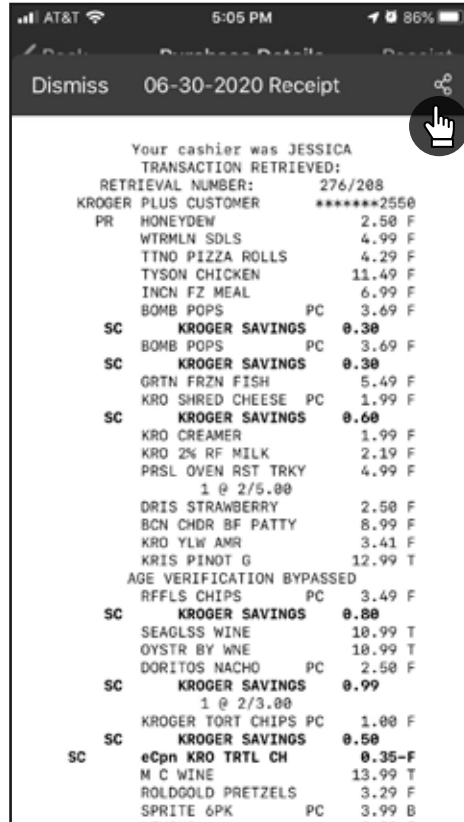 AT&T 5:05 PM 86%
Purchase Details
Dismiss 06-30-2020 Receipt
Your cashier was JESSICA
TRANSACTION RETRIEVED:
RETRIEVAL NUMBER: 276/208
KROGER PLUS CUSTOMER *******2550
PR HONEYDEW 2.50 F
WTRMLN SDLS 4.99 F
TTNO PIZZA ROLLS 4.29 F
TYSON CHICKEN 11.49 F
INCN FZ MEAL 6.99 F
BOMB POPS PC 3.69 F
SC KROGER SAVINGS 0.30
BOMB POPS PC 3.69 F
SC KROGER SAVINGS 0.30
GRTN FRZN FISH 5.49 F
KRO SHRED CHEESE PC 1.99 F
SC KROGER SAVINGS 0.60
KRO CREAMER 1.99 F
KRO 2% RF MILK 2.19 F
PRSL OVEN RST TRKY 4.99 F
1 @ 2/5.00
DRIS STRAWBERRY 2.50 F
BCN CHDR BF PATTY 8.99 F
KRO YLW AMR 3.41 F
KRIS PINOT G 12.99 T
AGE VERIFICATION BYPASSED
RFFLS CHIPS PC 3.49 F
SC KROGER SAVINGS 0.80
SEAGLSS WINE 10.99 T
OYSTR BY WNE 10.99 T
DORITOS NACHO PC 2.50 F
SC KROGER SAVINGS 0.99
1 @ 2/3.00
KROGER TORT CHIPS PC 1.00 F
SC KROGER SAVINGS 0.50
SC eCpn KRO TRTL CH 0.35-F
M C WINE 13.99 T
ROLDGOLD PRETZELS 3.29 F
SPRITE 6PK PC 3.99 B